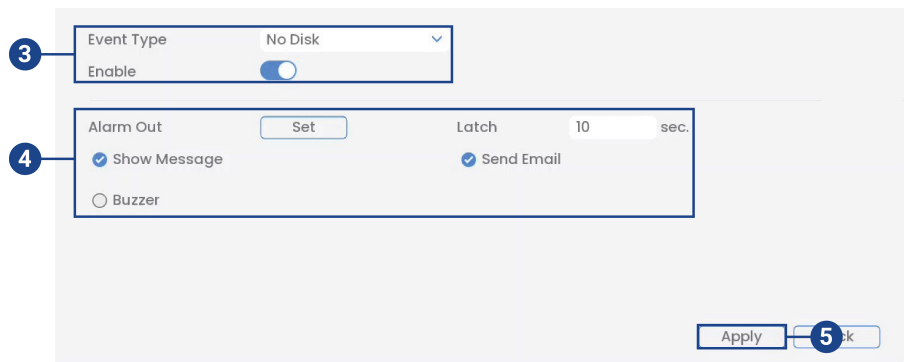 Event Type No Disk
3
Enable
Alarm Out Set Latch 10 sec.
4
Show Message Send Email
Buzzer
Apply 5 ck